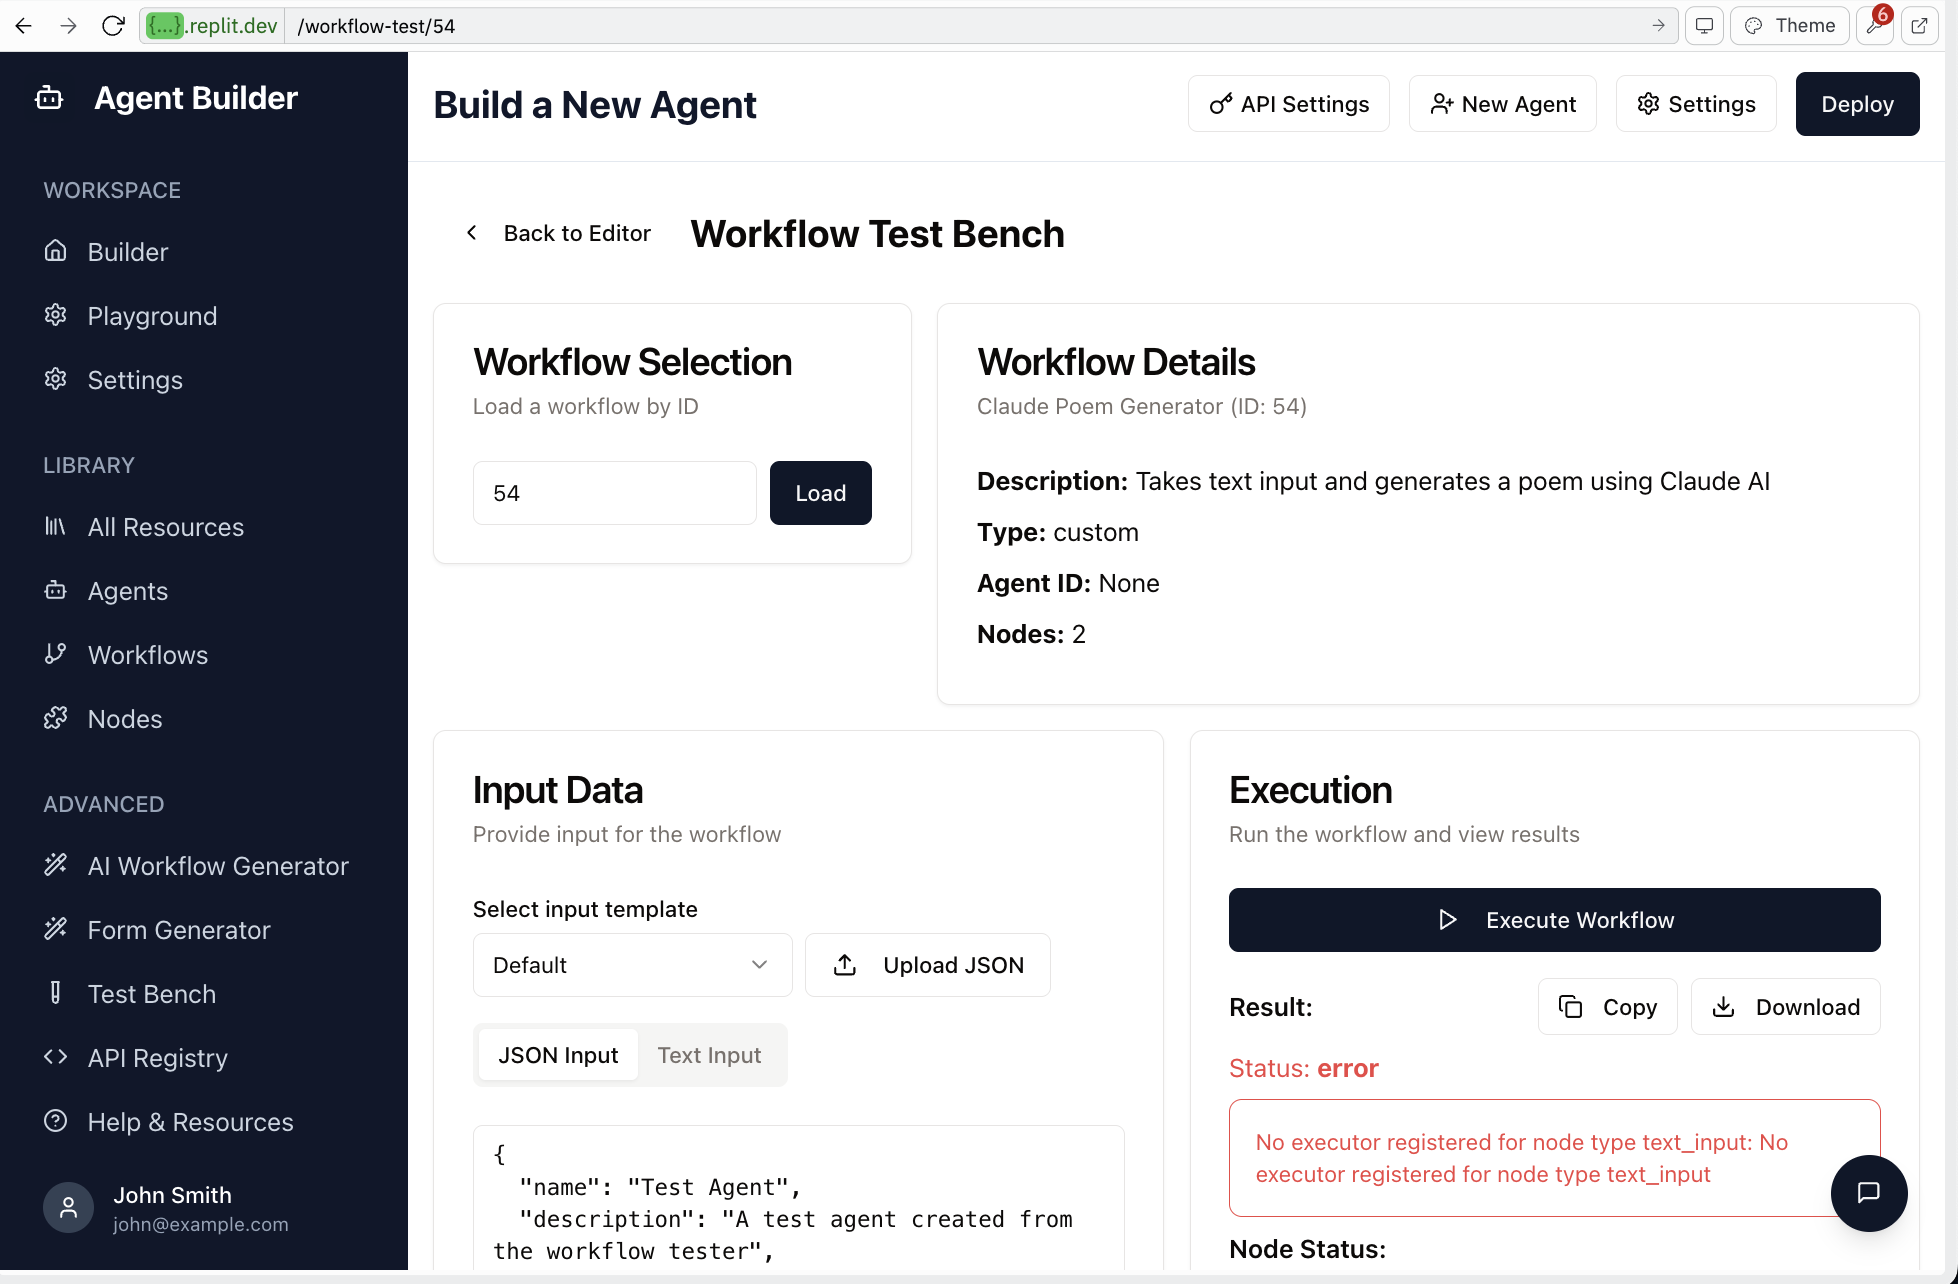 {...}.replit.dev /workflow-test/54
Theme
6
Agent Builder
WORKSPACE
Builder
Playground
Settings
LIBRARY
All Resources
Agents
Workflows
Nodes
ADVANCED
AI Workflow Generator
Form Generator
Test Bench
API Registry
Help & Resources
John Smith
john@example.com
Build a New Agent
API Settings
New Agent
Settings
Deploy
Back to Editor
Workflow Test Bench
Workflow Selection
Load a workflow by ID
54
Load
Workflow Details
Claude Poem Generator (ID: 54)
Description: Takes text input and generates a poem using Claude AI
Type: custom
Agent ID: None
Nodes: 2
Input Data
Provide input for the workflow
Select input template
Default
Upload JSON
JSON Input
Text Input
{
"name": "Test Agent",
"description": "A test agent created from
the workflow tester",
Execution
Run the workflow and view results
Execute Workflow
Result:
Copy
Download
Status: error
No executor registered for node type text_input: No
executor registered for node type text_input
Node Status: